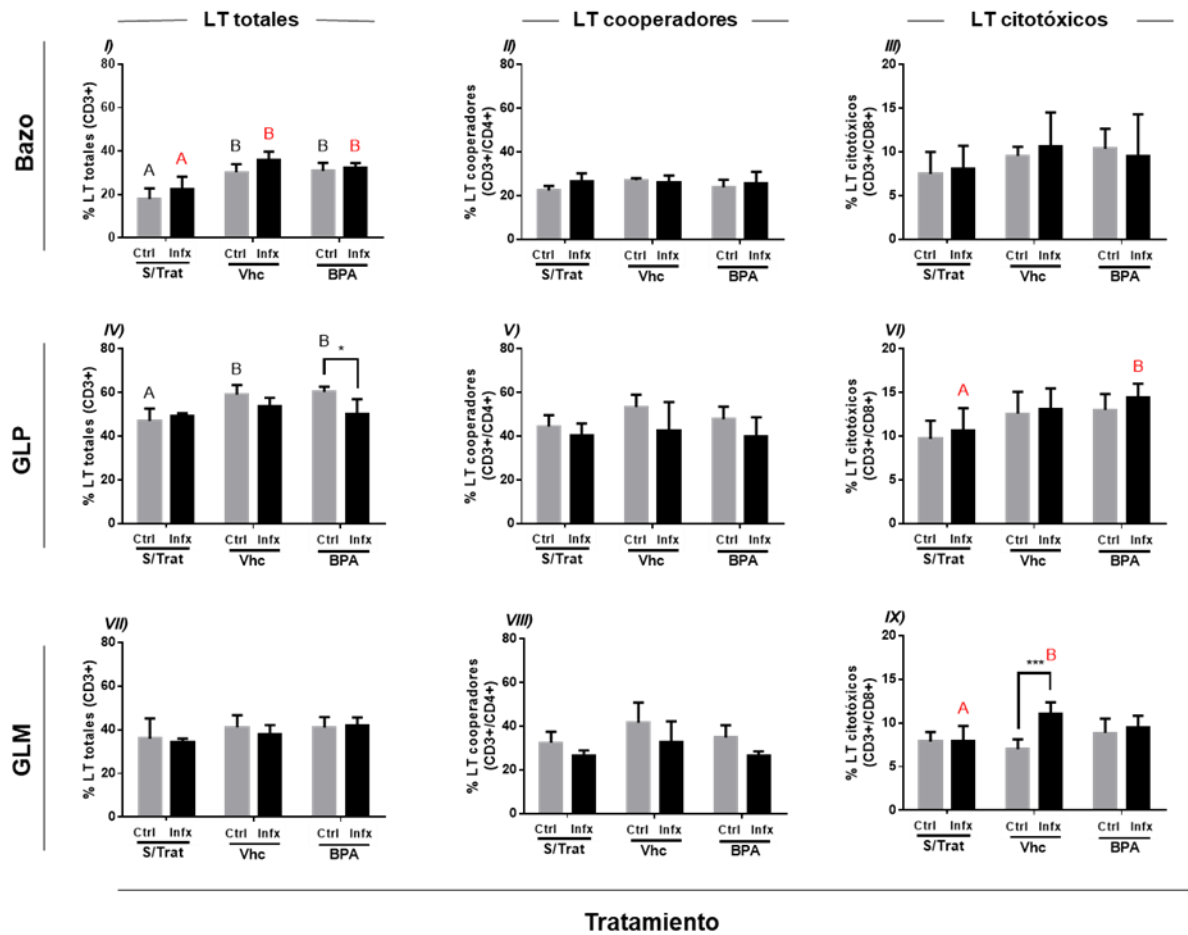 LT totales
LT cooperadores
LT citotóxicos
Bazo
I)
% LT totales (CD3+)
80
60
40
20
0
A
A
B
B
B
B
Ctrl Infx
Ctrl Infx
Ctrl Infx
S/Trat
Vhc
BPA
II)
% LT cooperadores
(CD3+/CD4+)
80
60
40
20
0
Ctrl Infx
Ctrl Infx
Ctrl Infx
S/Trat
Vhc
BPA
III)
% LT citotóxicos
(CD3+/CD8+)
20
15
10
5
0
Ctrl Infx
Ctrl Infx
Ctrl Infx
S/Trat
Vhc
BPA
GLP
IV)
% LT totales (CD3+)
80
60
40
20
0
A
B
B
*
Ctrl Infx
Ctrl Infx
Ctrl Infx
S/Trat
Vhc
BPA
V)
% LT cooperadores
(CD3+/CD4+)
80
60
40
20
0
Ctrl Infx
Ctrl Infx
Ctrl Infx
S/Trat
Vhc
BPA
VI)
% LT citotóxicos
(CD3+/CD8+)
20
15
10
5
0
A
B
Ctrl Infx
Ctrl Infx
Ctrl Infx
S/Trat
Vhc
BPA
GLM
VII)
% LT totales (CD3+)
80
60
40
20
0
Ctrl Infx
Ctrl Infx
Ctrl Infx
S/Trat
Vhc
BPA
VIII)
% LT cooperadores
(CD3+/CD4+)
80
60
40
20
0
Ctrl Infx
Ctrl Infx
Ctrl Infx
S/Trat
Vhc
BPA
IX)
% LT citotóxicos
(CD3+/CD8+)
20
15
10
5
0
A
***
B
Ctrl Infx
Ctrl Infx
Ctrl Infx
S/Trat
Vhc
BPA
Tratamiento